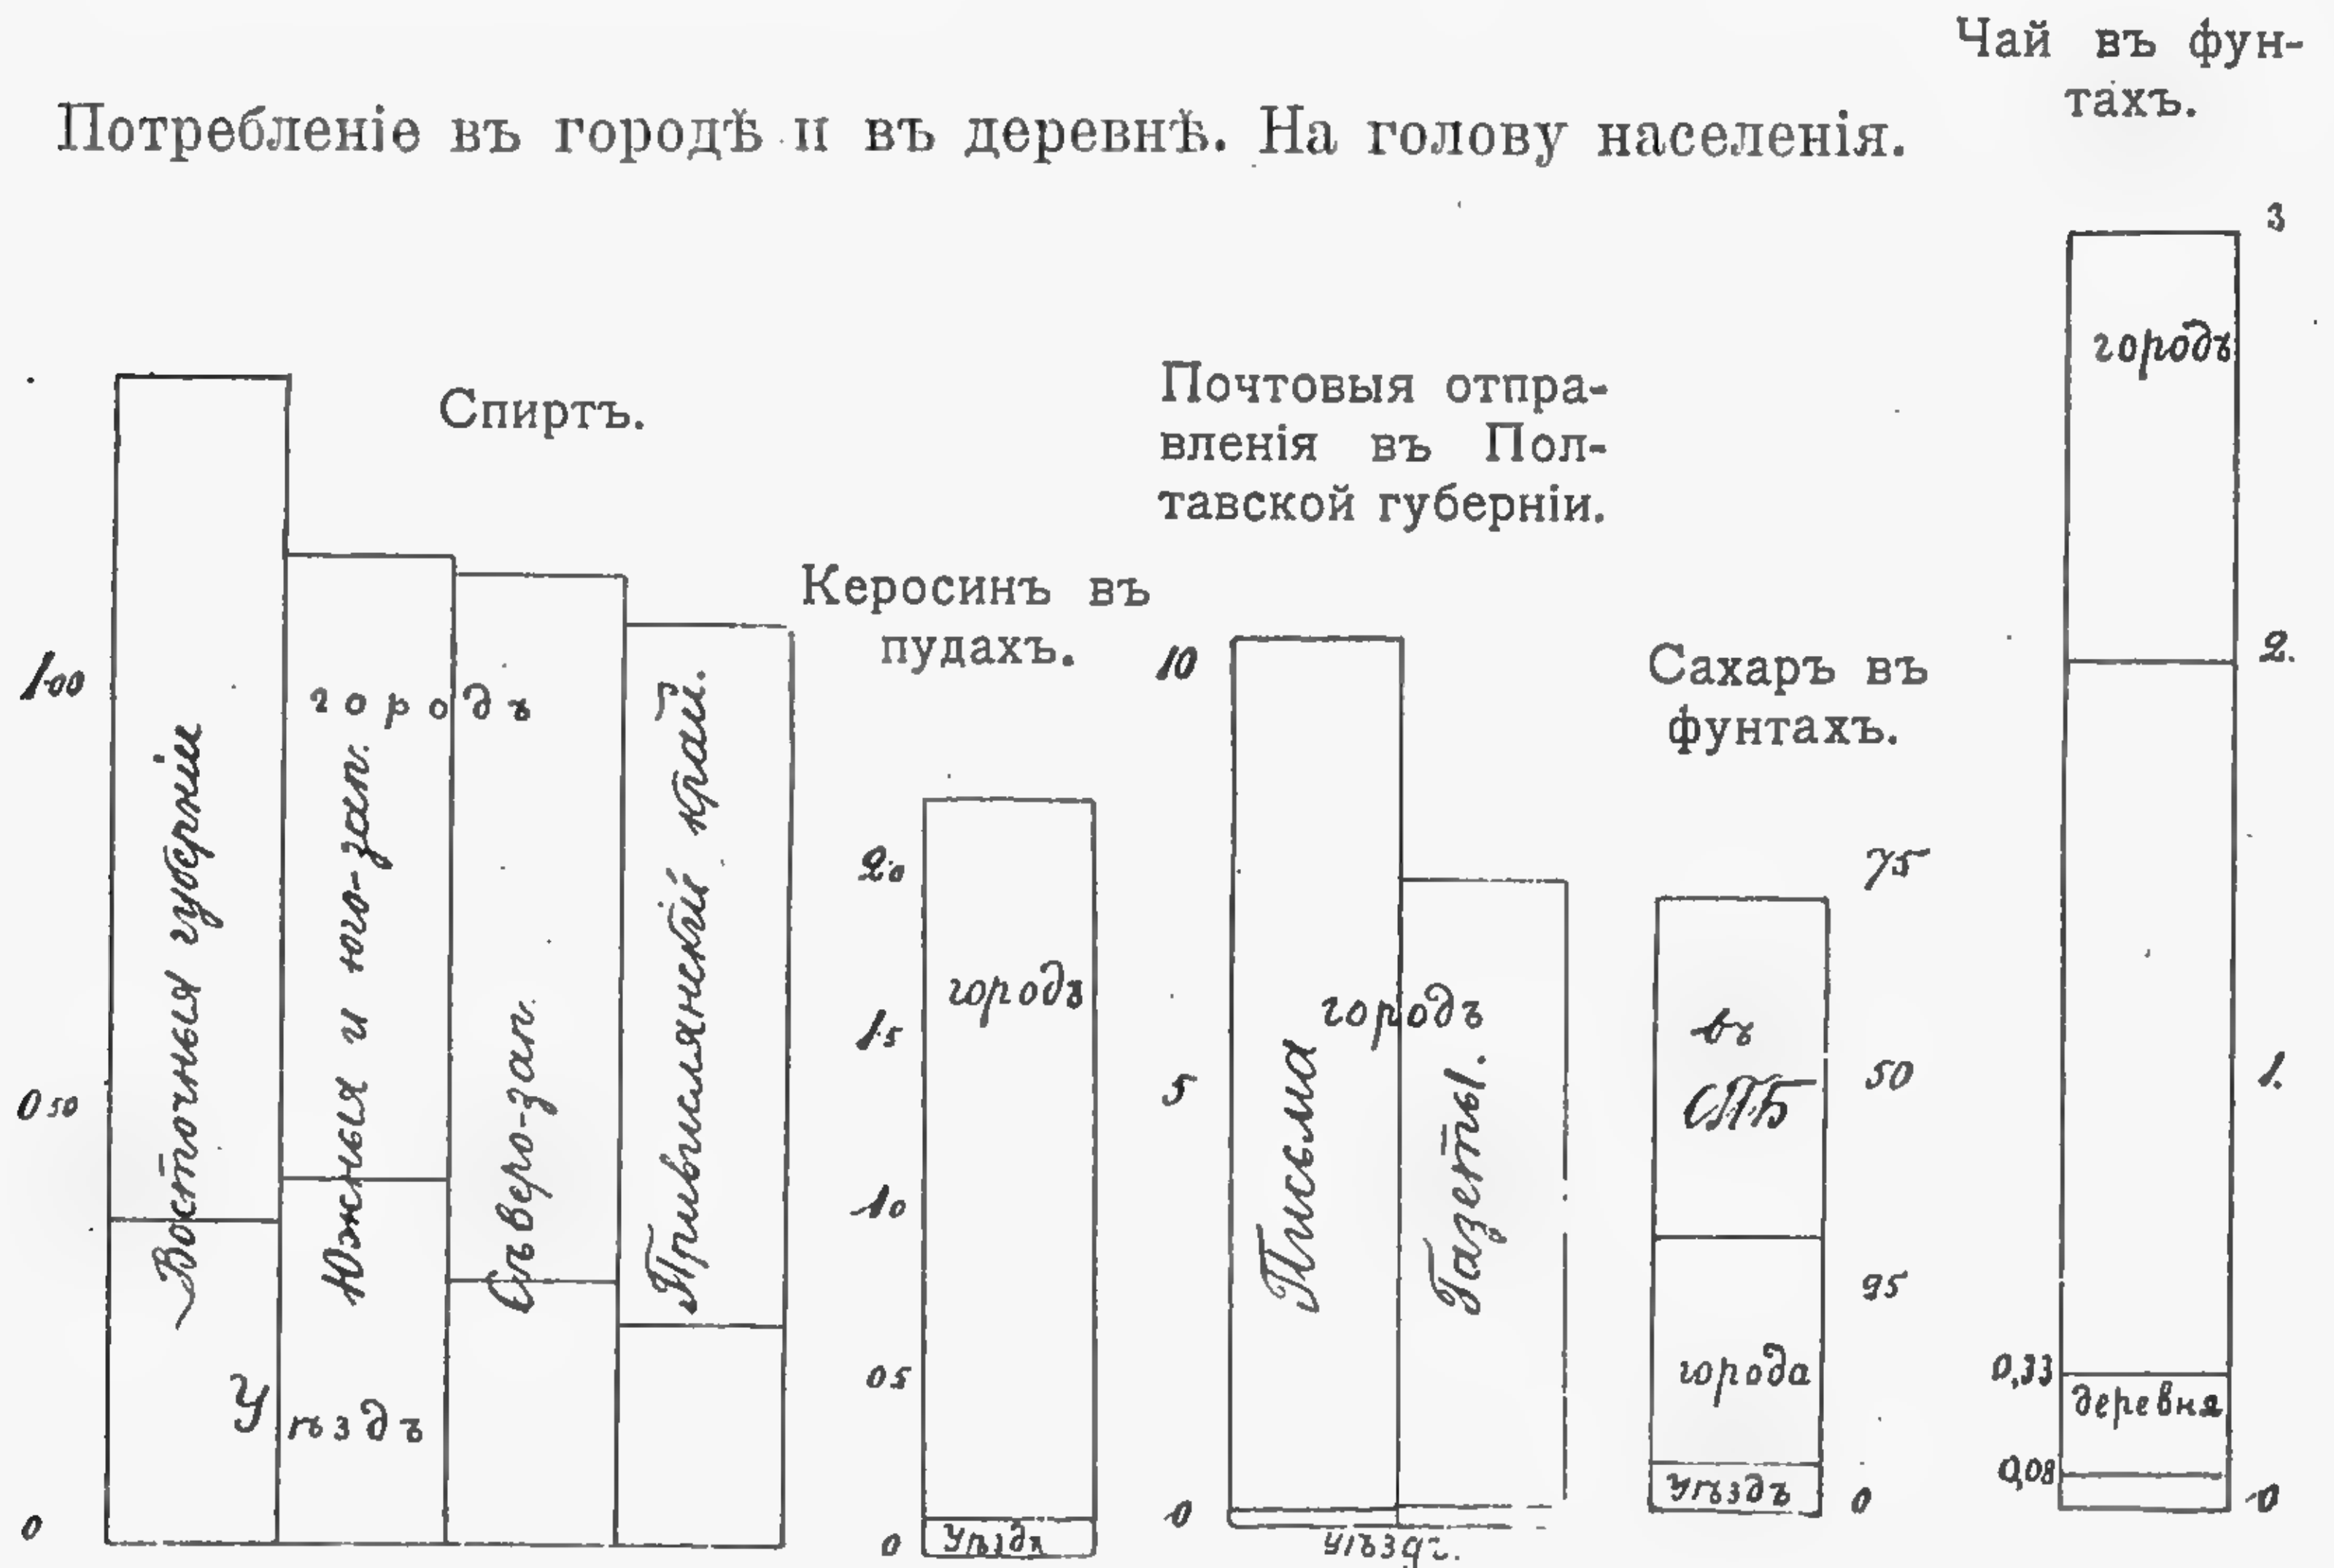 Чай въ фун-
тахъ.
Потребленіе въ городѣ и въ деревнѣ. На голову населенія.
Спиртъ.
1.00
0 50
0
городъ
Уѣздъ
Восточныя губерніи
Южныя и юго-зап.
Сѣверо-зап.
Привислянскій край.
Керосинъ въ
пудахъ.
2.0
1.5
1.0
0 5
0
городъ
Уѣздъ
Почтовыя отпра-
вленія въ Пол-
тавской губерніи.
10
5
0
городъ
Письма
Газеты.
уѣздъ.
Сахаръ въ
фунтахъ.
75
50
25
0
въ
СПБ
города
Уѣздъ
3
2.
1.
0
городъ
0,33
деревня
0,08